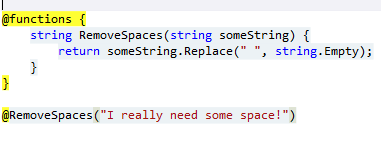 @functions {
    string RemoveSpaces(string someString) {
        return someString.Replace(" ", string.Empty);
    }
}
@RemoveSpaces("I really need some space!")